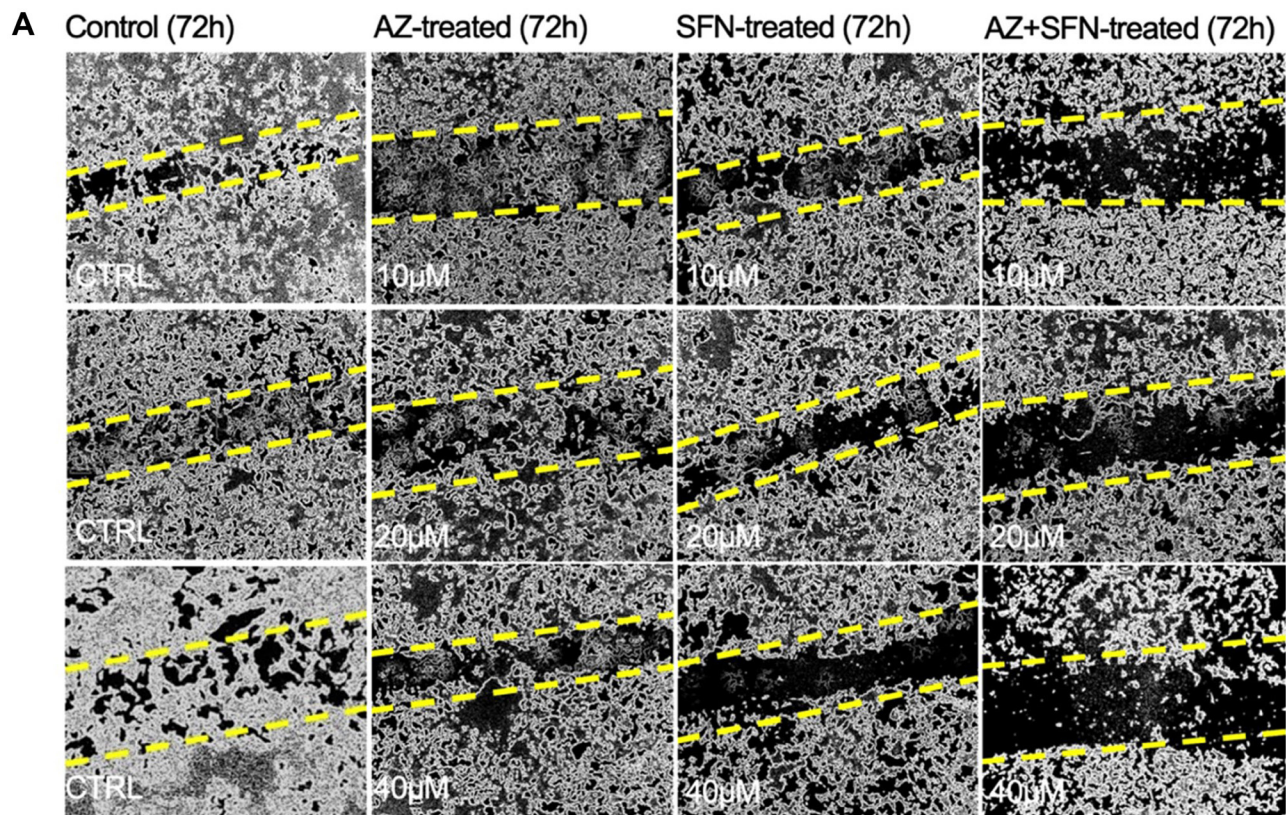 A
Control (72h) AZ-treated (72h) SFN-treated (72h) AZ+SFN-treated (72h)
CTRL 10µM 10µM 10µM
CTRL 20µM 20µM 20µM
CTRL 40µM 40µM 40µM